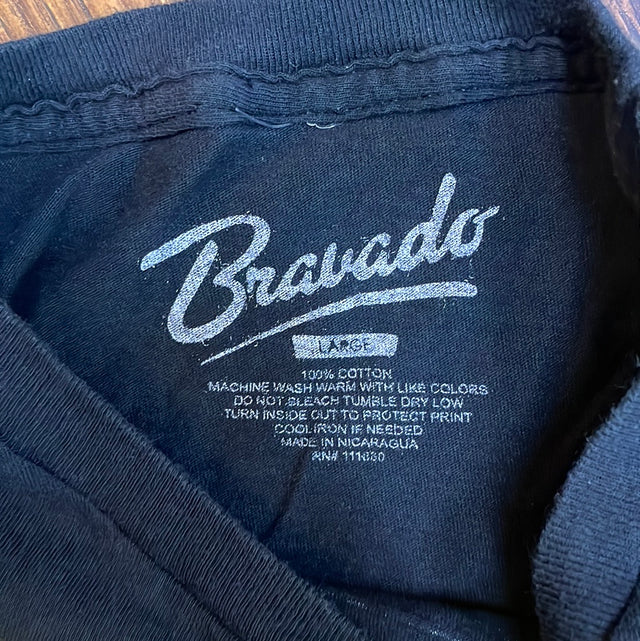 Bravado
LARGE
100% COTTON
MACHINE WASH WARM WITH LIKE COLORS
DO NOT BLEACH TUMBLE DRY LOW
TURN INSIDE OUT TO PROTECT PRINT
COOL IRON IF NEEDED
MADE IN NICARAGUA
RN#